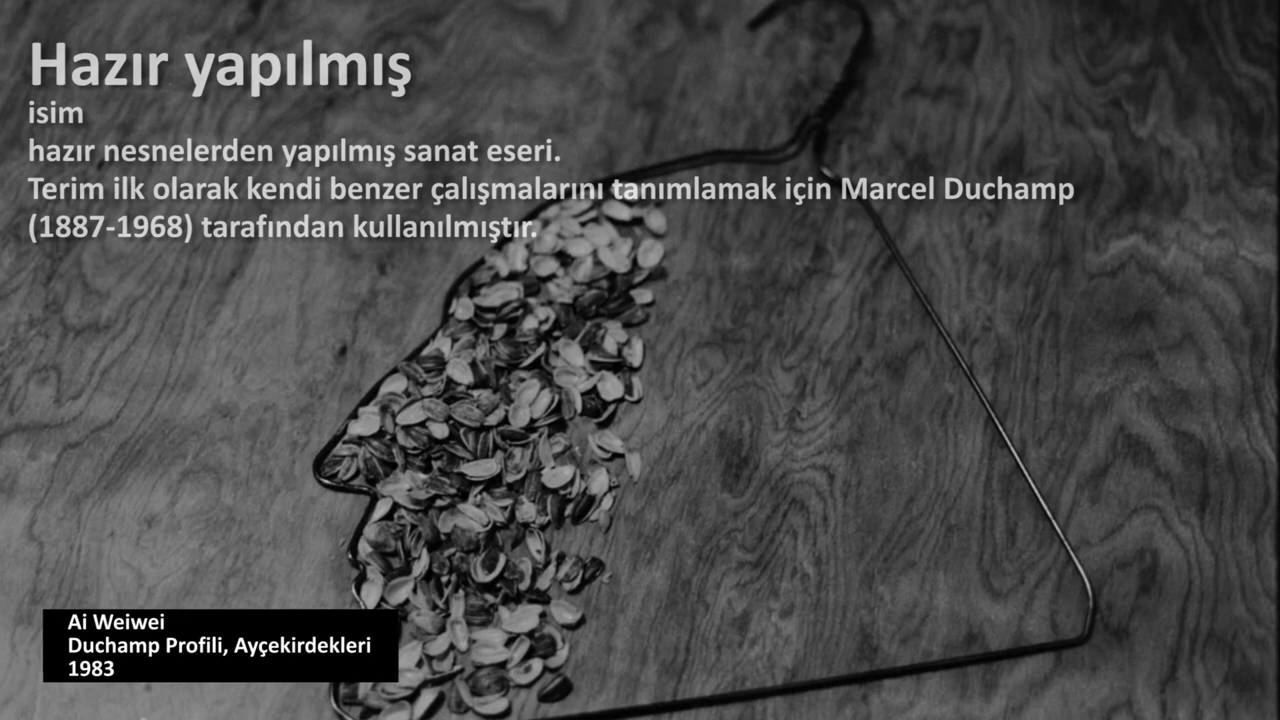 Hazır yapılmış
isim
hazır nesnelerden yapılmış sanat eseri.
Terim ilk olarak kendi benzer çalışmalarını tanımlamak için Marcel Duchamp
(1887-1968) tarafından kullanılmıştır.
Ai Weiwei
Duchamp Profili, Ayçekirdekleri
1983